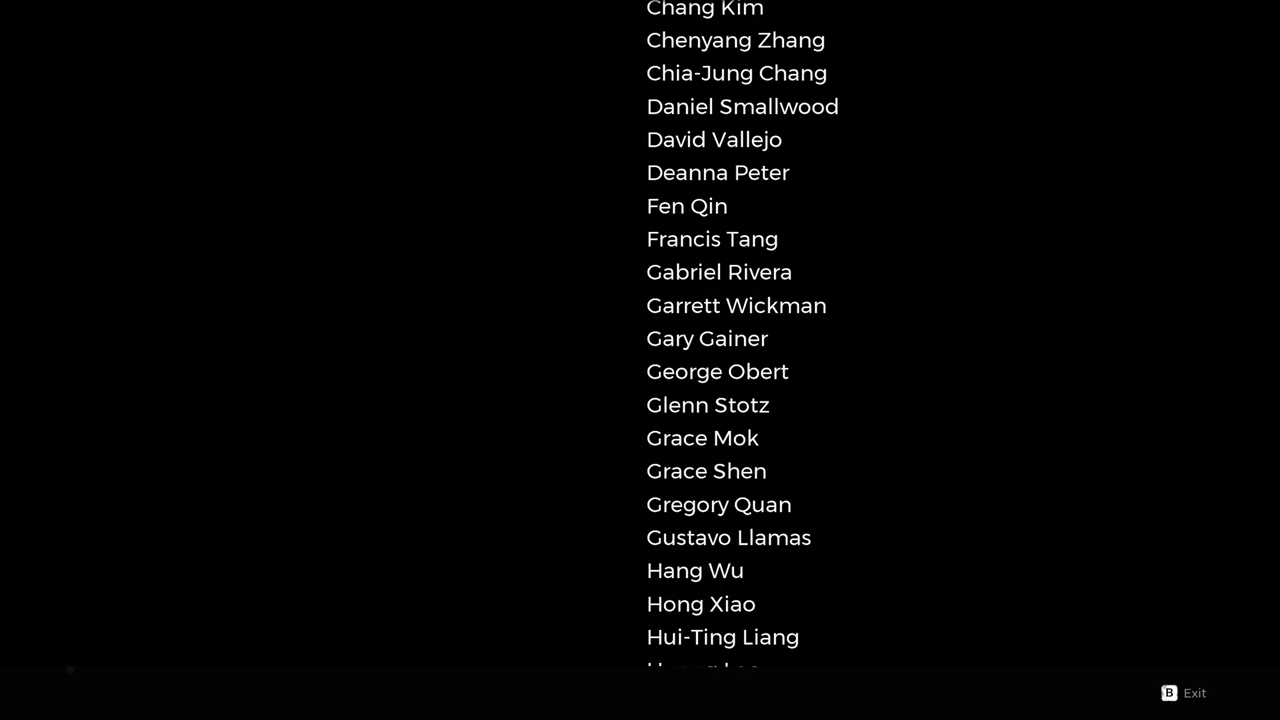 Chang Kim
Chenyang Zhang
Chia-Jung Chang
Daniel Smallwood
David Vallejo
Deanna Peter
Fen Qin
Francis Tang
Gabriel Rivera
Garrett Wickman
Gary Gainer
George Obert
Glenn Stotz
Grace Mok
Grace Shen
Gregory Quan
Gustavo Llamas
Hang Wu
Hong Xiao
Hui-Ting Liang
B Exit